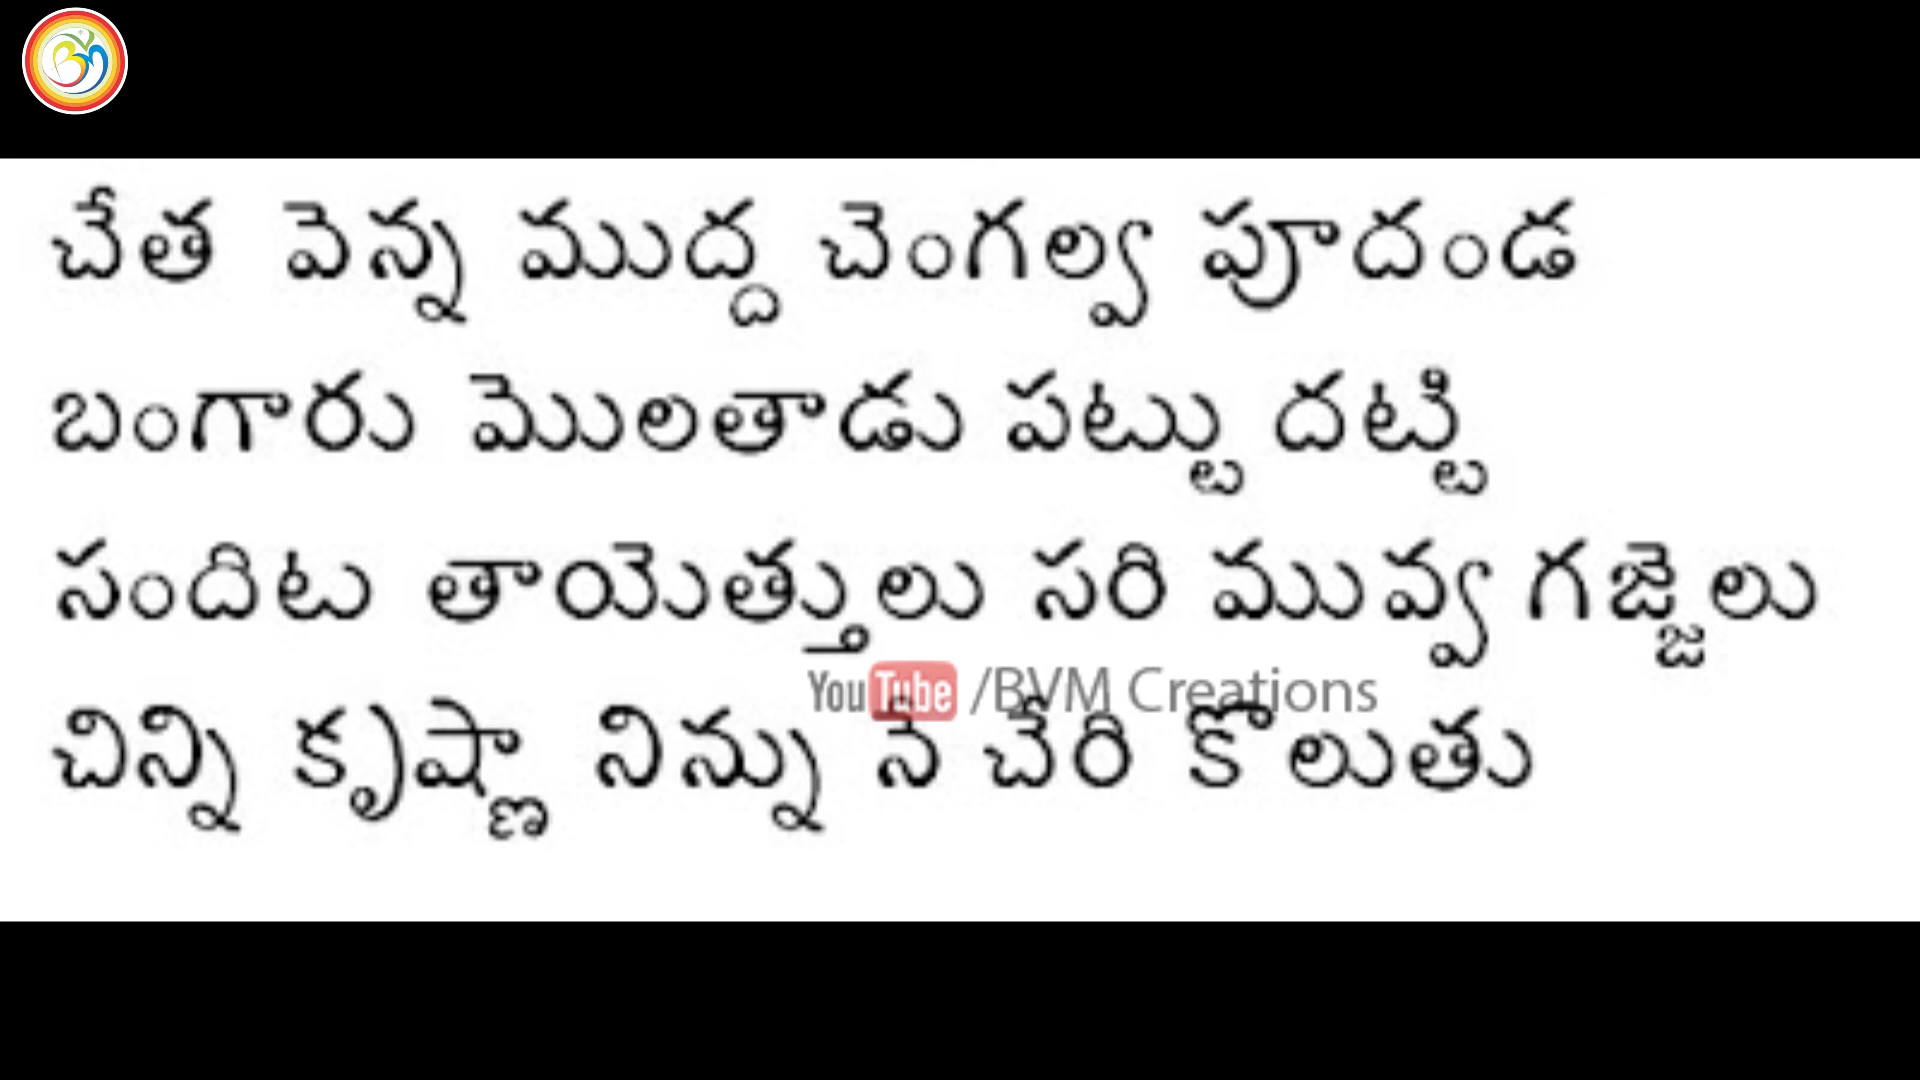 చేత వెన్న ముద్ద చెంగల్వ పూదండ
బంగారు మొలతాడు పట్టు దట్టి
సందిట తాయెత్తులు సరి మువ్వ గజ్జెలు
YouTube /BVM Creations
చిన్ని కృష్ణా నిన్ను నే చేరి కొలుతు